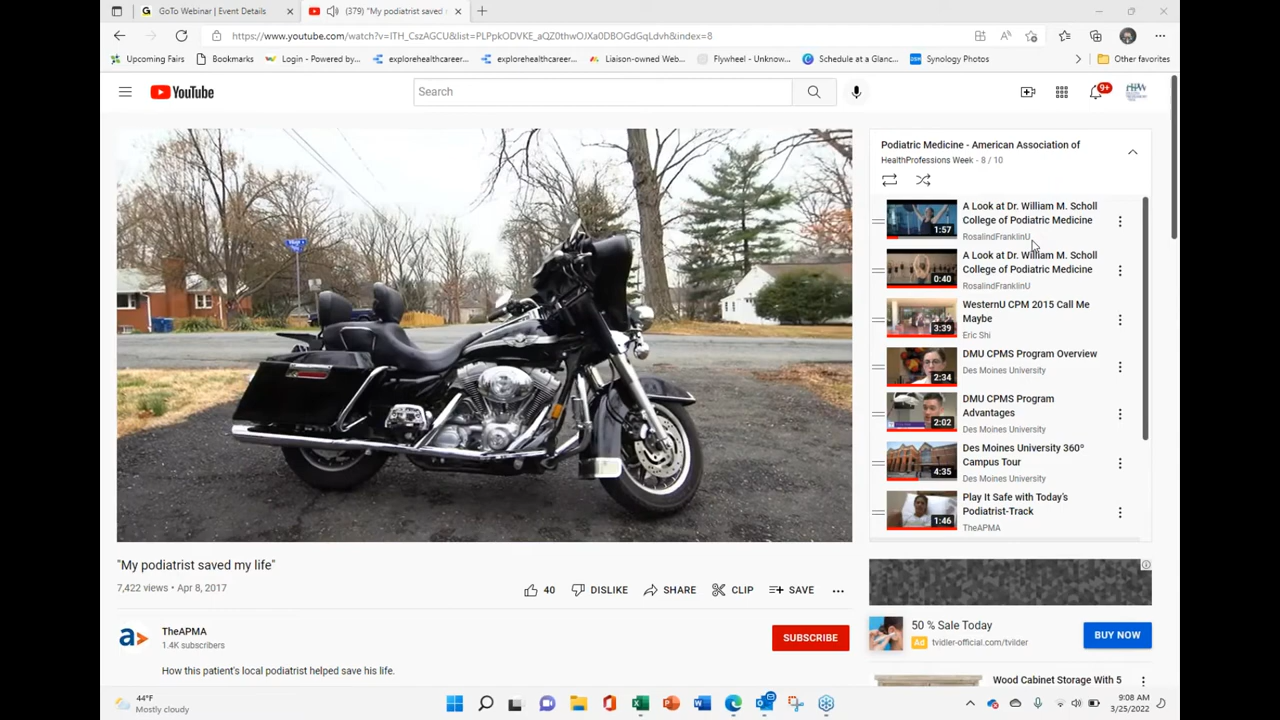 GoTo Webinar | Event Details
(379) "My podiatrist saved
https://www.youtube.com/watch?v=ITH_CszAGCU&list=PLPpkODVKE_aQZ0thwOJXa0DBOGdGqLdvh&index=8
Upcoming Fairs
Bookmarks
Login - Powered by...
explorehealthcareer...
explorehealthcareer...
Liaison-owned Web...
Flywheel - Unknow...
Schedule at a Glanc...
Synology Photos
Other favorites
YouTube
Search
9+
Podiatric Medicine - American Association of
HealthProfessions Week - 8 / 10
A Look at Dr. William M. Scholl
College of Podiatric Medicine
1:57
RosalindFranklinU
A Look at Dr. William M. Scholl
College of Podiatric Medicine
0:40
RosalindFranklinU
WesternU CPM 2015 Call Me
Maybe
3:39
Eric Shi
DMU CPMS Program Overview
Des Moines University
2:34
DMU CPMS Program
Advantages
2:02
Des Moines University
Des Moines University 360°
Campus Tour
4:35
Des Moines University
Play It Safe with Today's
Podiatrist-Track
1:46
TheAPMA
"My podiatrist saved my life"
7,422 views • Apr 8, 2017
40
DISLIKE
SHARE
CLIP
SAVE
TheAPMA
1.4K subscribers
SUBSCRIBE
How this patient's local podiatrist helped save his life.
50 % Sale Today
Ad tvidler-official.com/tvilder
BUY NOW
Wood Cabinet Storage With 5
44°F
Mostly cloudy
9:08 AM
3/25/2022